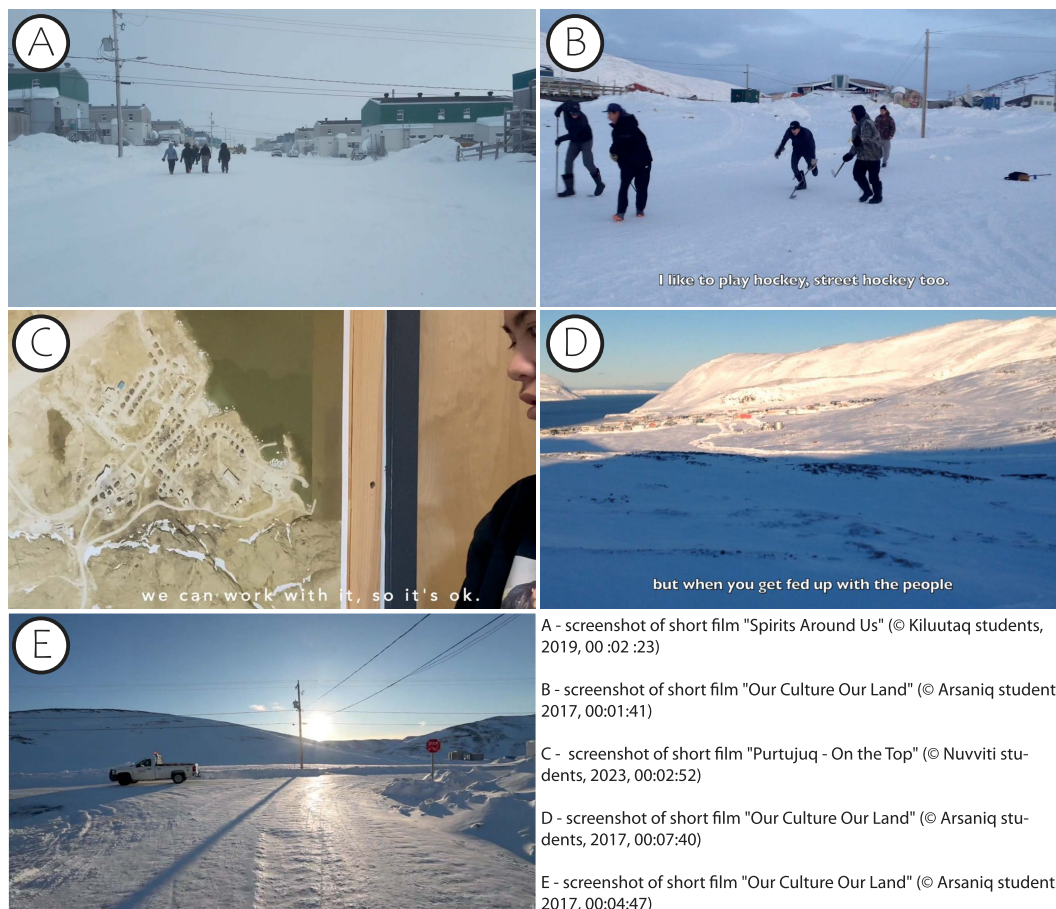 A
B
I like to play hockey, street hockey too.
C
we can work with it, so it's ok.
D
but when you get fed up with the people
E
A - screenshot of short film "Spirits Around Us" (© Kiluutaq students,
2019, 00 :02 :23)
B - screenshot of short film "Our Culture Our Land" (© Arsaniq student
2017, 00:01:41)
C -  screenshot of short film "Purtujuq - On the Top" (© Nuvviti stu-
dents, 2023, 00:02:52)
D - screenshot of short film "Our Culture Our Land" (© Arsaniq stu-
dents, 2017, 00:07:40)
E - screenshot of short film "Our Culture Our Land" (© Arsaniq student
2017, 00:04:47)